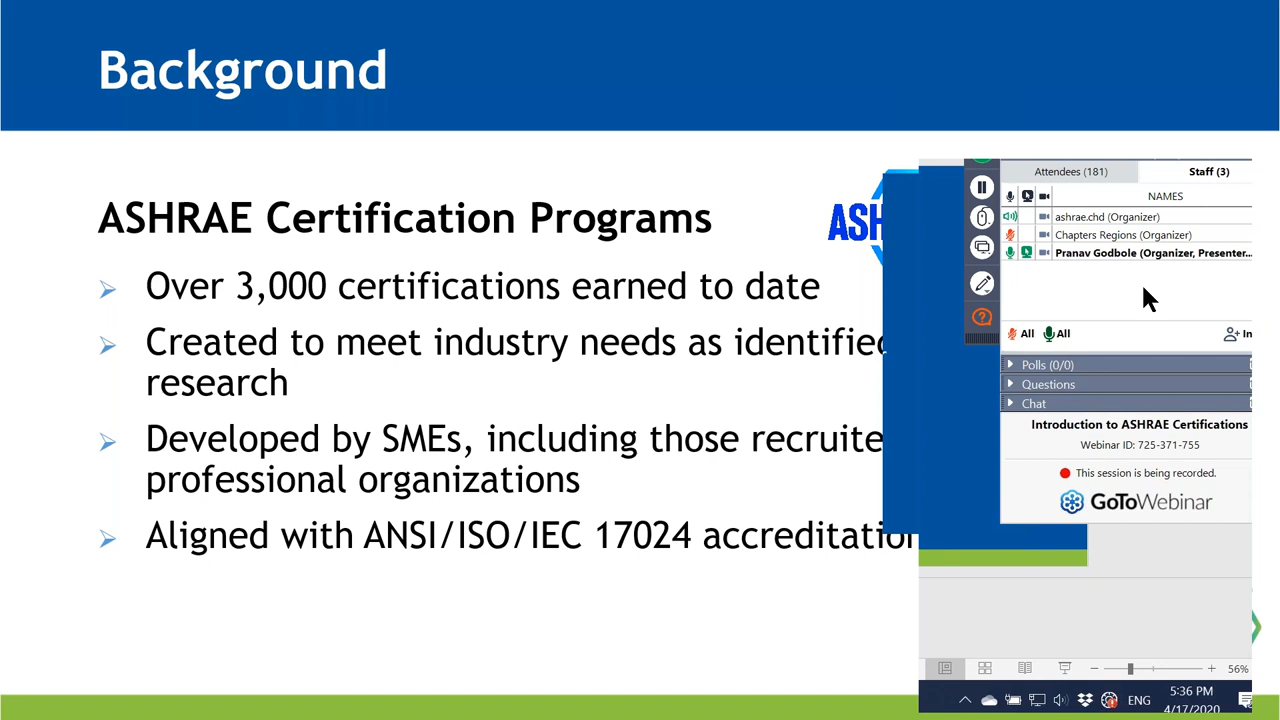 Background
ASHRAE Certification Programs
Over 3,000 certifications earned to date
Created to meet industry needs as identified
research
Developed by SMEs, including those recruite
professional organizations
Aligned with ANSI/ISO/IEC 17024 accreditation
ASH
Attendees (181)
Staff (3)
NAMES
ashrae.chd (Organizer)
Chapters Regions (Organizer)
Pranav Godbole (Organizer, Presenter...
All
All
In
Polls (0/0)
Questions
Chat
Introduction to ASHRAE Certifications
Webinar ID: 725-371-755
This session is being recorded.
GoToWebinar
56%
ENG
5:36 PM
4/17/2020